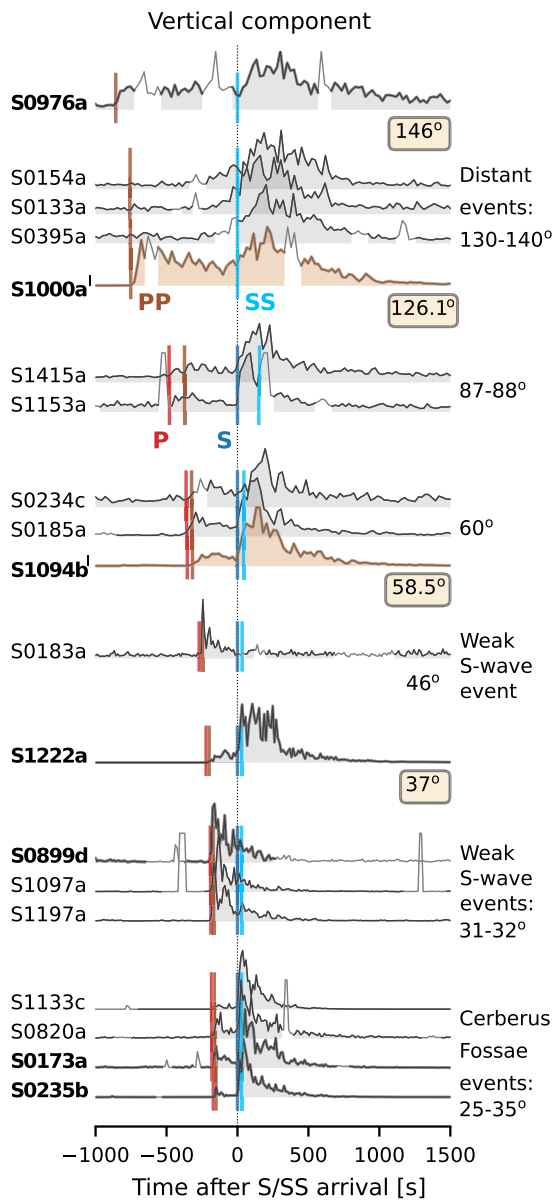 Vertical component
S0976a
146°
S0154a
Distant
S0133a
events:
S0395a
130-140°
S1000a I
PP
SS
126.1°
S1415a
87-88°
S1153a
P
S
S0234c
S0185a
60°
S1094b I
58.5°
S0183a
Weak
S-wave
46°
event
S1222a
37°
S0899d
Weak
S1097a
S-wave
events:
S1197a
31-32°
S1133c
Cerberus
S0820a
Fossae
S0173a
events:
S0235b
25-35°
−1000 −500 0 500 1000 1500
Time after S/SS arrival [s]